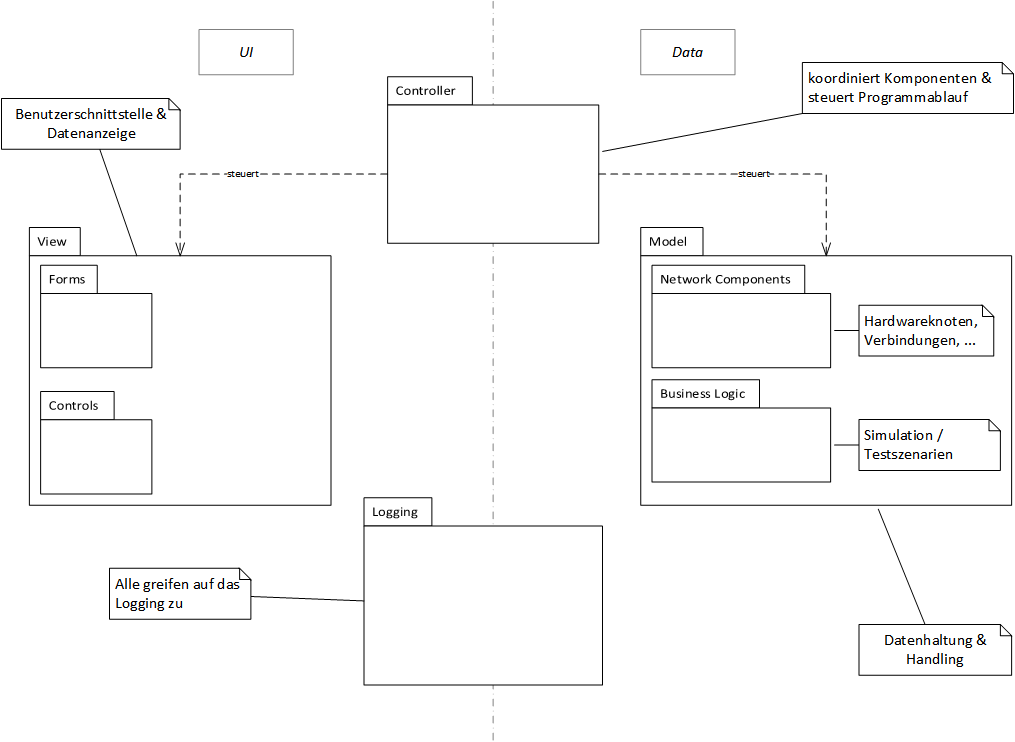 UI
Data
Controller
koordiniert Komponenten &
steuert Programmablauf
Benutzerschnittstelle &
Datenanzeige
steuert
steuert
View
Forms
Controls
Model
Network Components
Hardwareknoten,
Verbindungen, ...
Business Logic
Simulation /
Testszenarien
Logging
Alle greifen auf das
Logging zu
Datenhaltung &
Handling